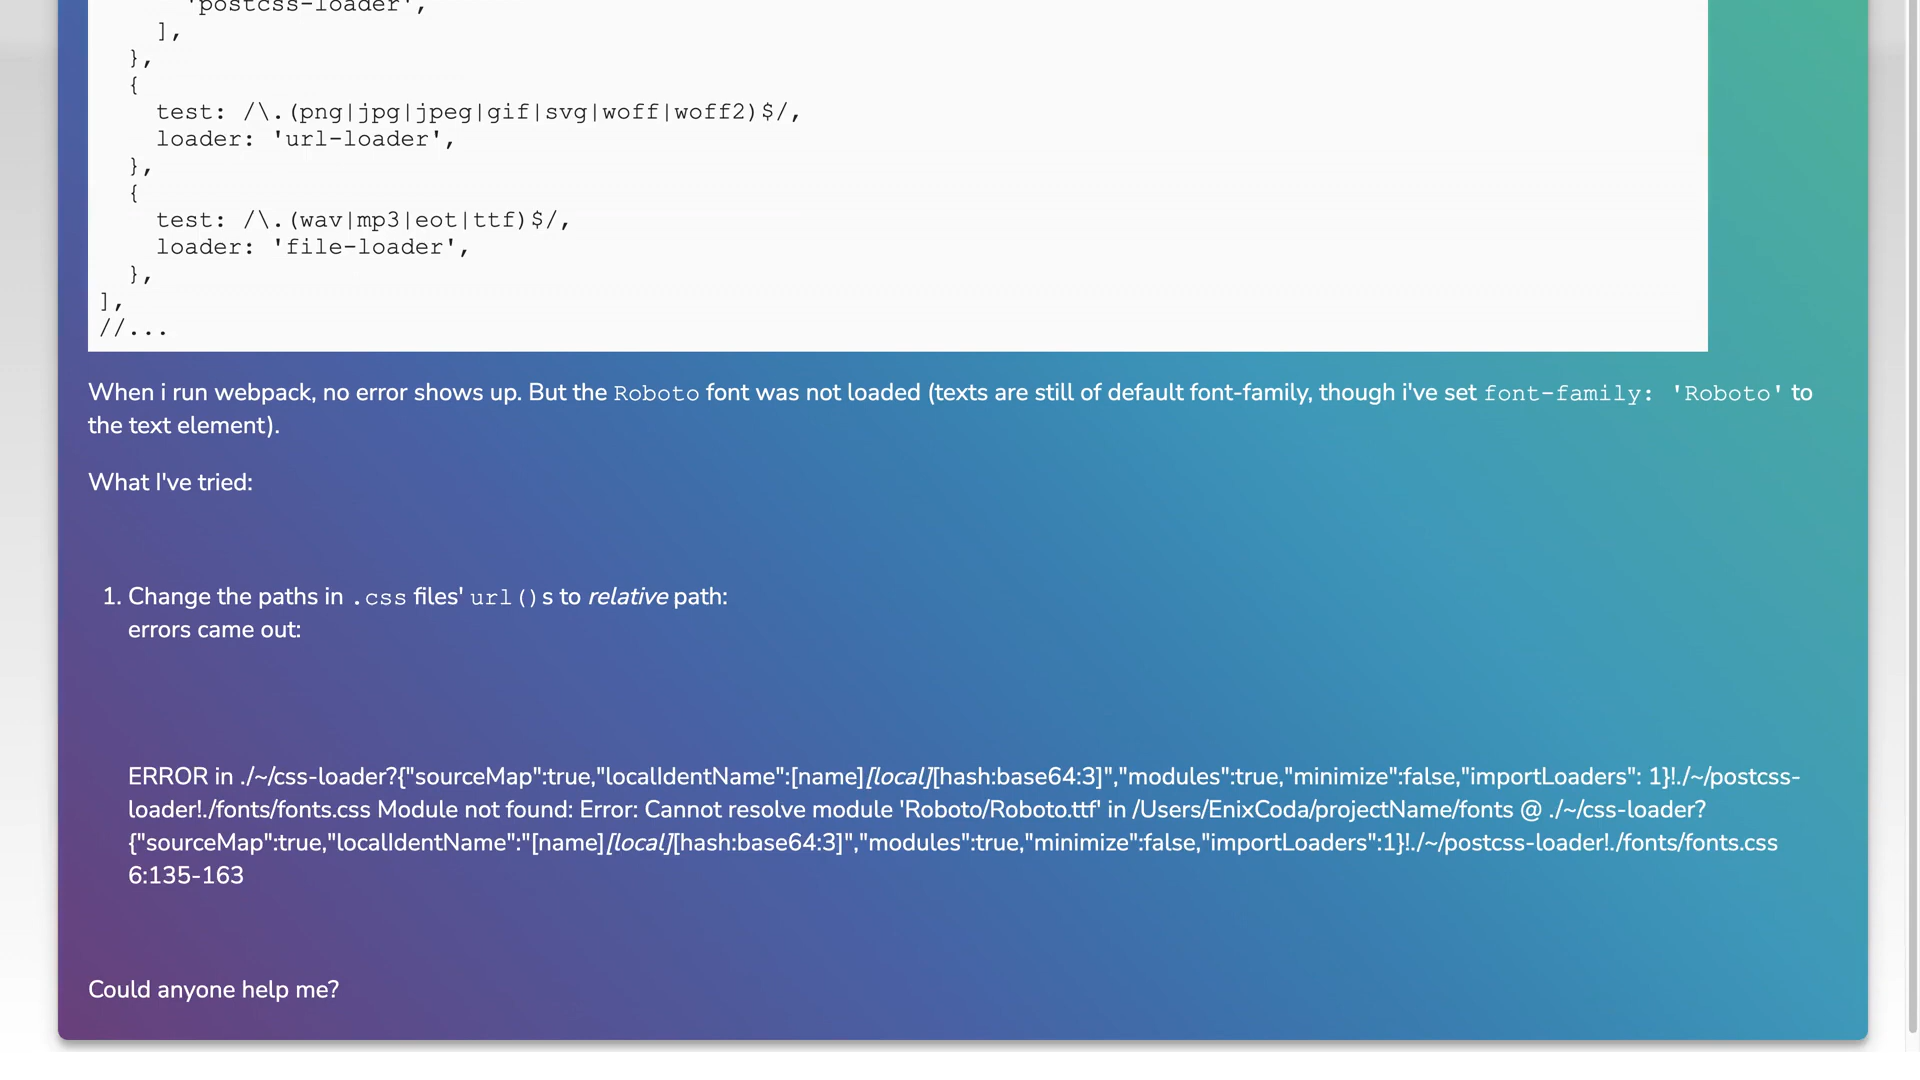 'postcss-loader',
],
},
{
test: /\.(png|jpg|jpeg|gif|svg|woff|woff2)$/,
loader: 'url-loader',
},
{
test: /\.(wav|mp3|eot|ttf)$/,
loader: 'file-loader',
},
],
//...
When i run webpack, no error shows up. But the Roboto font was not loaded (texts are still of default font-family, though i've set font-family: 'Roboto' to
the text element).
What I've tried:
1. Change the paths in .css files' url()s to relative path:
errors came out:
ERROR in ./~/css-loader?{"sourceMap":true,"localIdentName":[name][local][hash:base64:3]","modules":true,"minimize":false,"importLoaders": 1}!./~/postcss-
loader!./fonts/fonts.css Module not found: Error: Cannot resolve module 'Roboto/Roboto.ttf' in /Users/EnixCoda/projectName/fonts @ ./~/css-loader?
{"sourceMap":true,"localIdentName":"[name][local][hash:base64:3]","modules":true,"minimize":false,"importLoaders":1}!./~/postcss-loader!./fonts/fonts.css
6:135-163
Could anyone help me?